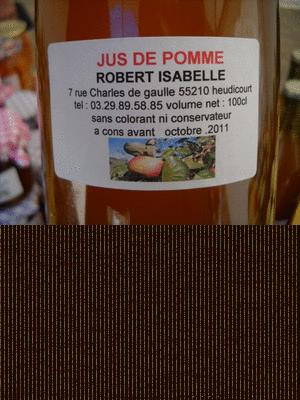 JUS DE POMME
ROBERT ISABELLE
7 rue Charles de gaulle 55210 heudicourt
tel : 03.29.89.58.85 volume net : 100cl
sans colorant ni conservateur
a cons avant octobre .2011